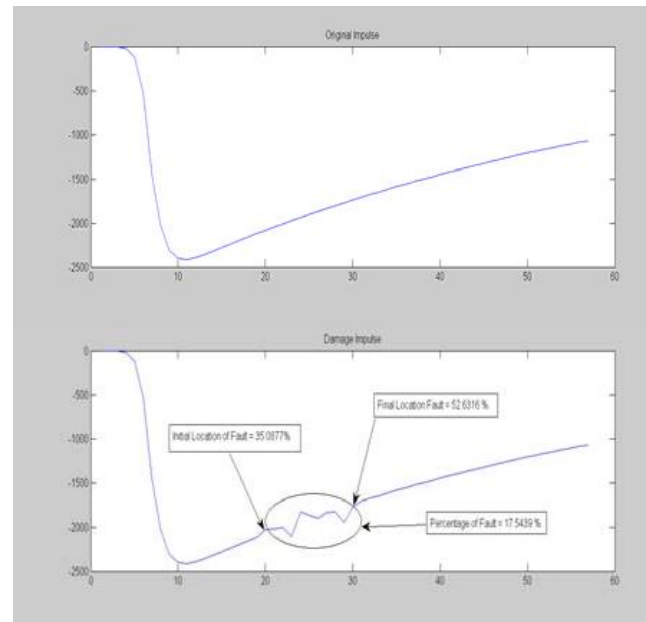 Original Impulse
0
-500
-1000
-1500
-2000
-2500
0 10 20 30 40 50 60
Damage Impulse
0
-500
-1000
-1500
-2000
-2500
Final Location Fault = 52.6316 %
Initial Location of Fault = 35.0877%
Percentage of Fault = 17.5439 %
0 10 20 30 40 50 60